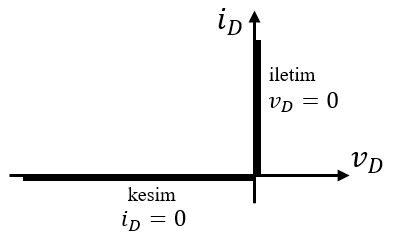 i_D
iletim
v_D = 0
v_D
kesim
i_D = 0